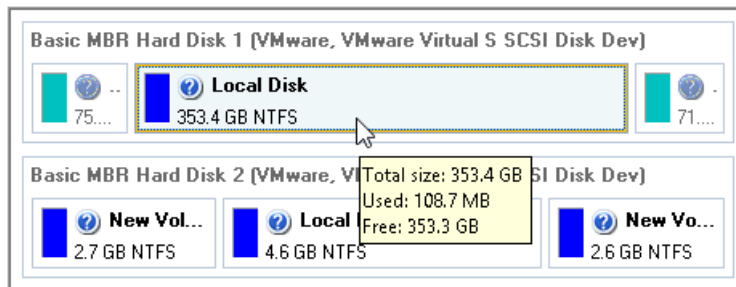 Basic MBR Hard Disk 1 (VMware, VMware Virtual S SCSI Disk Dev)
..
75....
Local Disk
353.4 GB NTFS
.
71....
Basic MBR Hard Disk 2 (VMware, V SI Disk Dev)
Total size: 353.4 GB
Used: 108.7 MB
Free: 353.3 GB
New Vol...
2.7 GB NTFS
Local
4.6 GB NTFS
New Vo...
2.6 GB NTFS